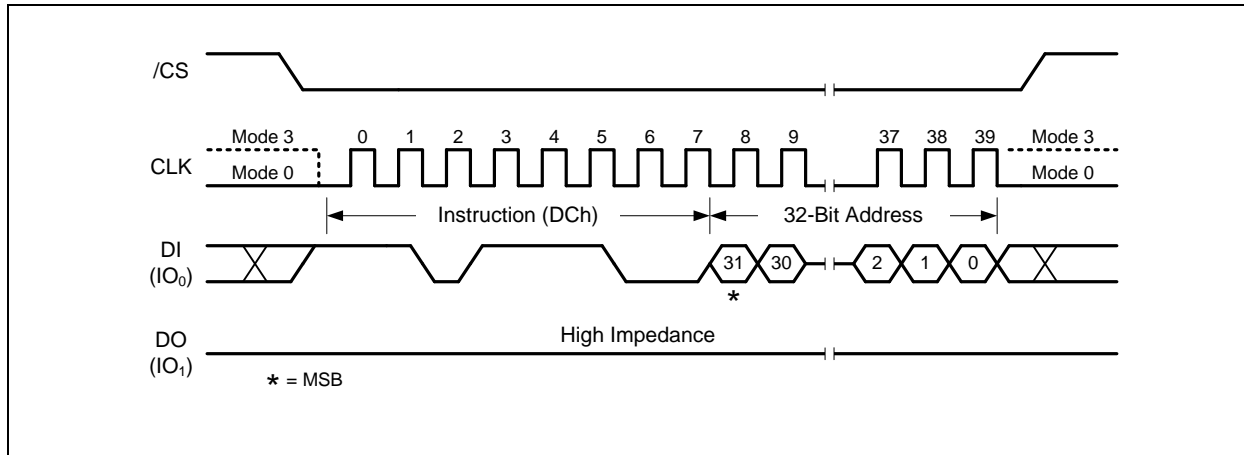 /CS
Mode 3 0 1 2 3 4 5 6 7 8 9 37 38 39 Mode 3
CLK
Mode 0 Mode 0
Instruction (DCh) 32-Bit Address
DI
(IO₀)
31 30 2 1 0
*
High Impedance
DO
(IO₁)
* = MSB